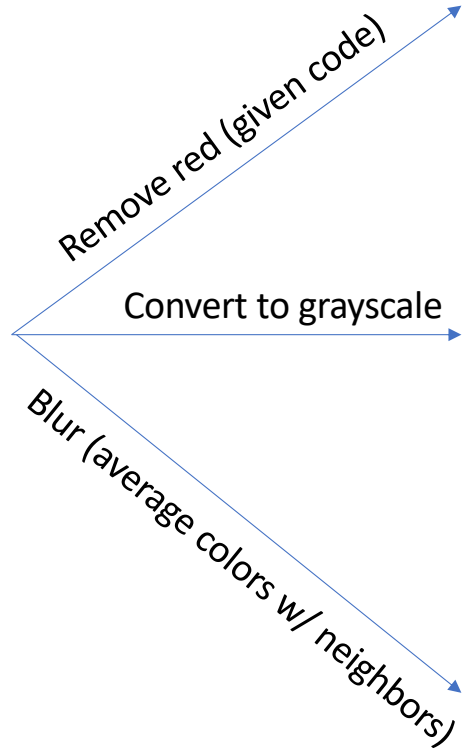 Remove red (given code)
Convert to grayscale
Blur (average colors w/ neighbors)